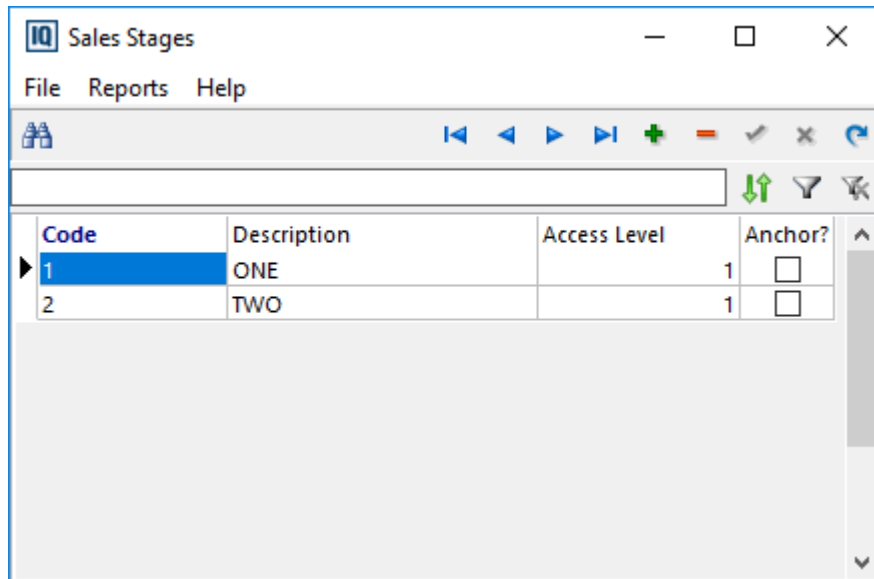 IQ Sales Stages
File Reports Help
Code Description Access Level Anchor?
1 ONE 1
2 TWO 1